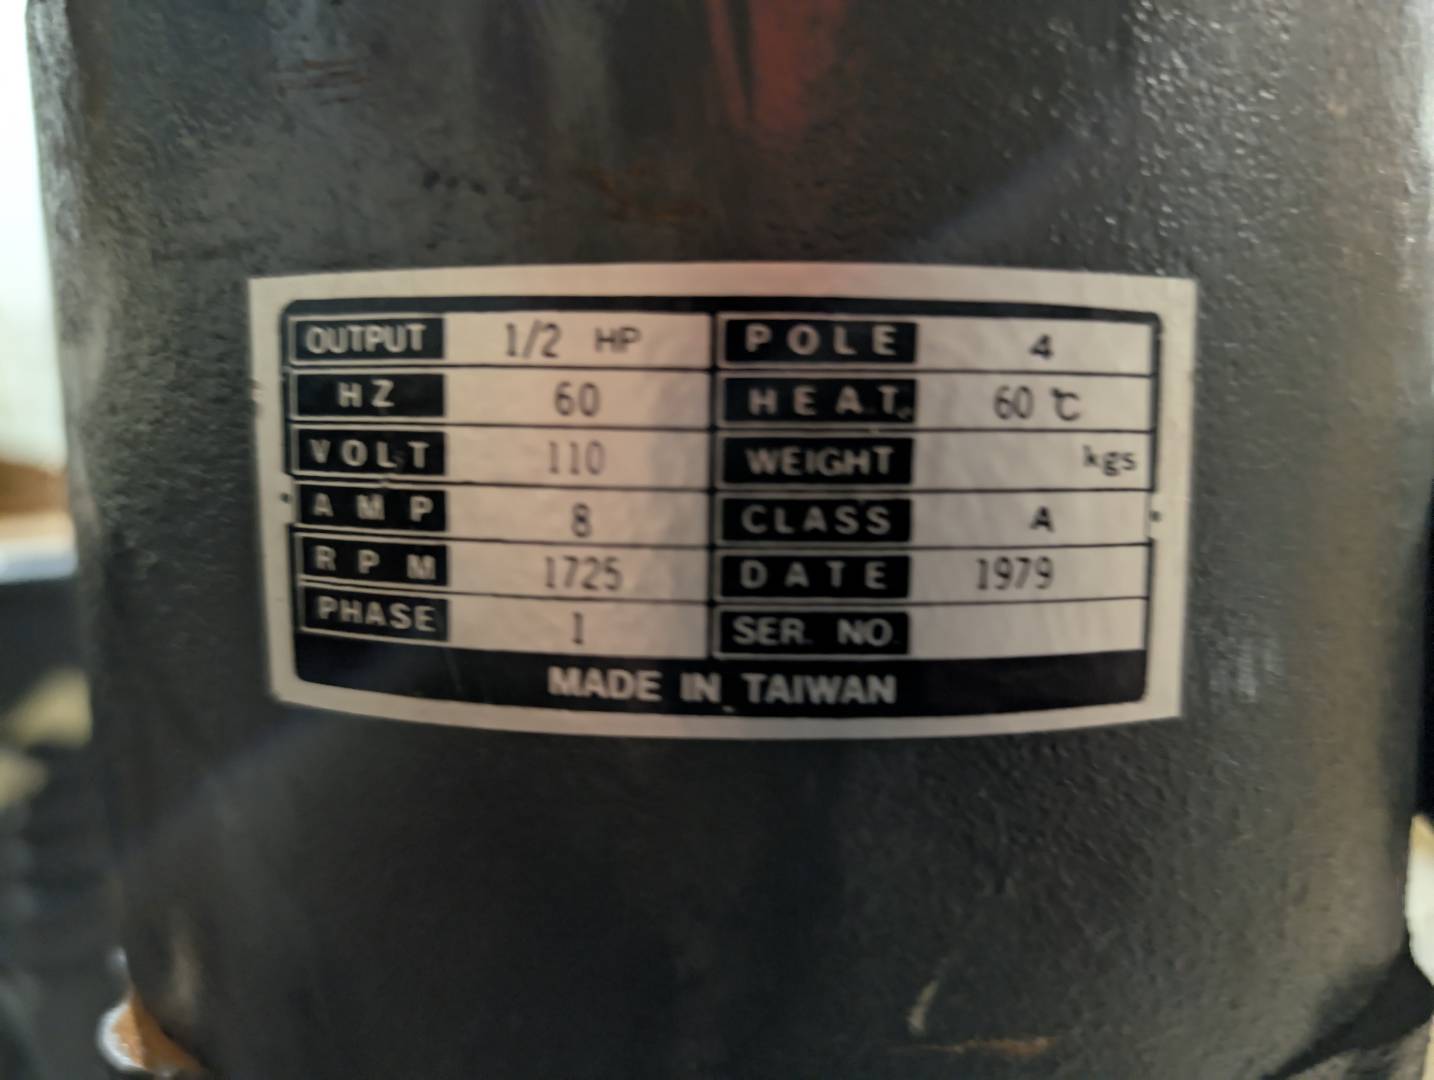 OUTPUT 1/2 HP POLE 4
HZ 60 HEAT. 60 ℃
VOLT 110 WEIGHT kgs
AMP 8 CLASS A
RPM 1725 DATE 1979
PHASE 1 SER. NO.
MADE IN TAIWAN